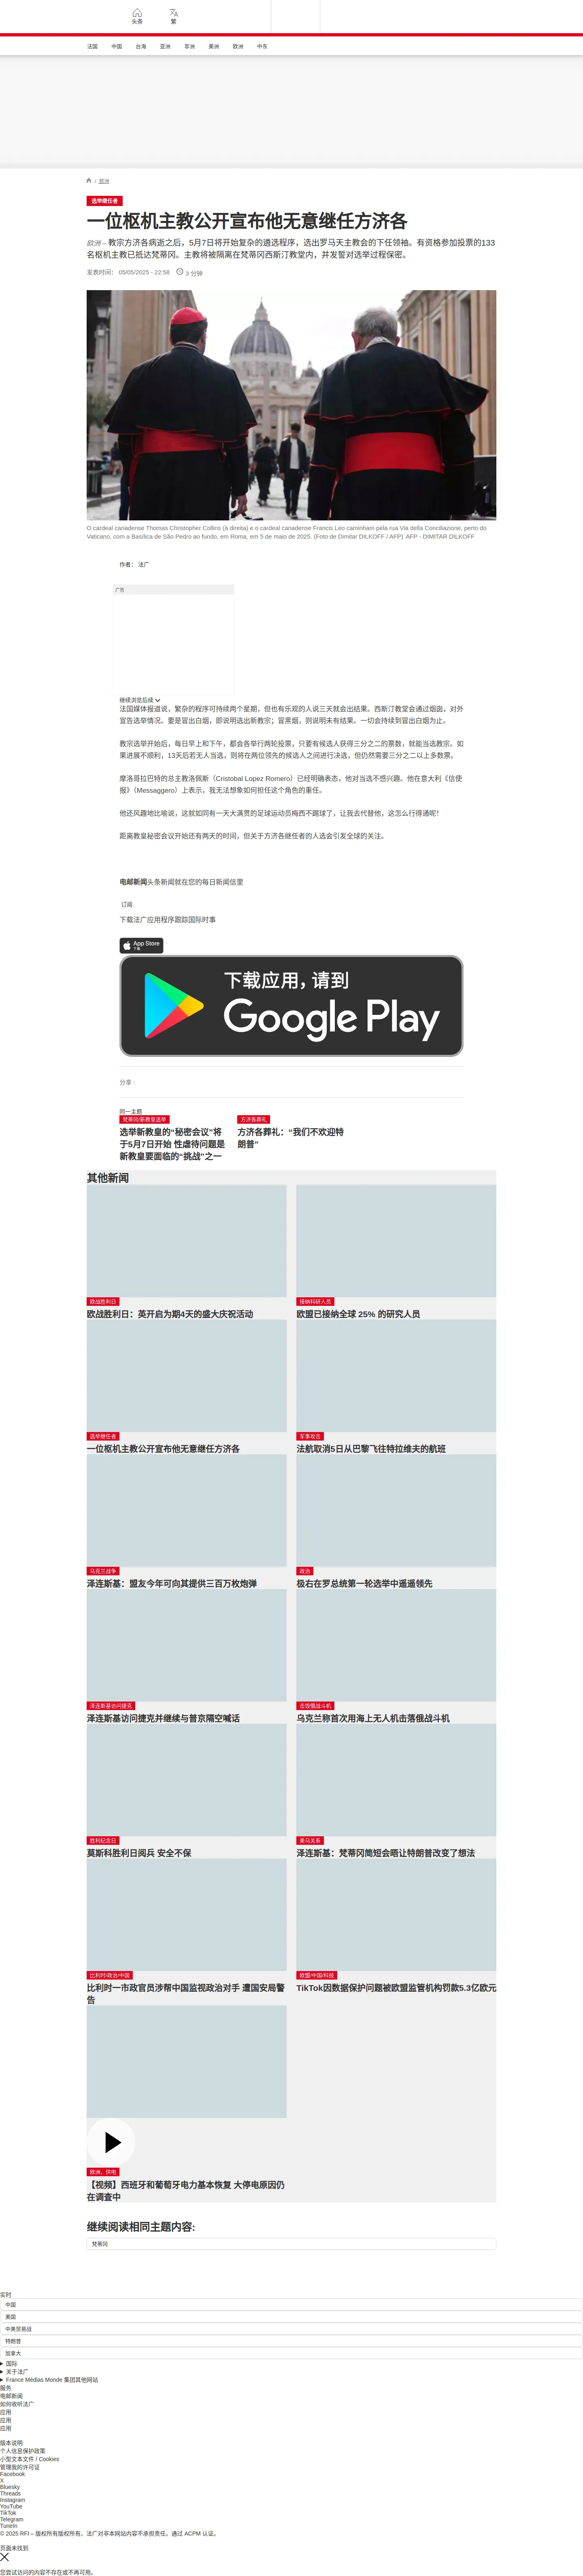 头条
繁
法国
中国
台海
亚洲
非洲
美洲
欧洲
中东
/ 欧洲
选举继任者
一位枢机主教公开宣布他无意继任方济各
欧洲 – 教宗方济各病逝之后，5月7日将开始复杂的遴选程序，选出罗马天主教会的下任领袖。有资格参加投票的133
名枢机主教已抵达梵蒂冈。主教将被隔离在梵蒂冈西斯汀教堂内，并发誓对选举过程保密。
发表时间： 05/05/2025 - 22:58
3 分钟
O cardeal canadense Thomas Christopher Collins (à direita) e o cardeal canadense Francis Leo caminham pela rua Via della Conciliazione, perto do
Vaticano, com a Basílica de São Pedro ao fundo, em Roma, em 5 de maio de 2025. (Foto de Dimitar DILKOFF / AFP) AFP - DIMITAR DILKOFF
作者： 法广
广告
继续浏览后续
法国媒体报道说，繁杂的程序可持续两个星期，但也有乐观的人说三天就会出结果。西斯汀教堂会通过烟囱，对外
宣告选举情况。要是冒出白烟，即说明选出新教宗；冒黑烟，则说明未有结果。一切会持续到冒出白烟为止。
教宗选举开始后，每日早上和下午，都会各举行两轮投票，只要有候选人获得三分之二的票数，就能当选教宗。如
果进展不顺利，13天后若无人当选，则将在两位领先的候选人之间进行决选，但仍然需要三分之二以上多数票。
摩洛哥拉巴特的总主教洛佩斯（Cristobal Lopez Romero）已经明确表态，他对当选不感兴趣。他在意大利《信使
报》（Messaggero）上表示，我无法想象如何担任这个角色的重任。
他还风趣地比喻说，这就如同有一天大满贯的足球运动员梅西不踢球了，让我去代替他，这怎么行得通呢！
距离教皇秘密会议开始还有两天的时间，但关于方济各继任者的人选会引发全球的关注。
电邮新闻头条新闻就在您的每日新闻信里
订阅
下载法广应用程序跟踪国际时事
App Store
下载
下载应用，请到
Google Play
分享 :
同一主题
梵蒂冈/新教皇选举
选举新教皇的“秘密会议”将
于5月7日开始 性虐待问题是
新教皇要面临的“挑战”之一
方济各葬礼
方济各葬礼：“我们不欢迎特
朗普”
其他新闻
欧战胜利日
欧战胜利日：英开启为期4天的盛大庆祝活动
接纳科研人员
欧盟已接纳全球 25% 的研究人员
选举继任者
一位枢机主教公开宣布他无意继任方济各
军事攻击
法航取消5日从巴黎飞往特拉维夫的航班
乌克兰战争
泽连斯基：盟友今年可向其提供三百万枚炮弹
政治
极右在罗总统第一轮选举中遥遥领先
泽连斯基访问捷克
泽连斯基访问捷克并继续与普京隔空喊话
击毁俄战斗机
乌克兰称首次用海上无人机击落俄战斗机
胜利纪念日
莫斯科胜利日阅兵 安全不保
美乌关系
泽连斯基：梵蒂冈简短会晤让特朗普改变了想法
比利时/政治/中国
比利时一市政官员涉帮中国监视政治对手 遭国安局警
告
欧盟/中国/科技
TikTok因数据保护问题被欧盟监管机构罚款5.3亿欧元
欧洲，供电
【视频】西班牙和葡萄牙电力基本恢复 大停电原因仍
在调查中
继续阅读相同主题内容:
梵蒂冈
实时
中国
美国
中美贸易战
特朗普
加拿大
国际
关于法广
France Médias Monde 集团其他网站
服务
电邮新闻
如何收听法广
应用
应用
应用
版本说明
个人信息保护政策
小型文本文件 / Cookies
管理我的许可证
Facebook
X
Bluesky
Threads
Instagram
YouTube
TikTok
Telegram
TuneIn
© 2025 RFI – 版权所有版权所有。法广对非本网站内容不承担责任。通过 ACPM 认证。
页面未找到
您尝试访问的内容不存在或不再可用。